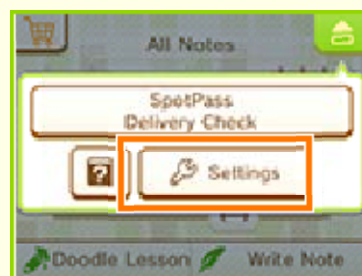 All Notes
SpotPass
Delivery Check
?
Settings
Doodle Lesson
Write Note